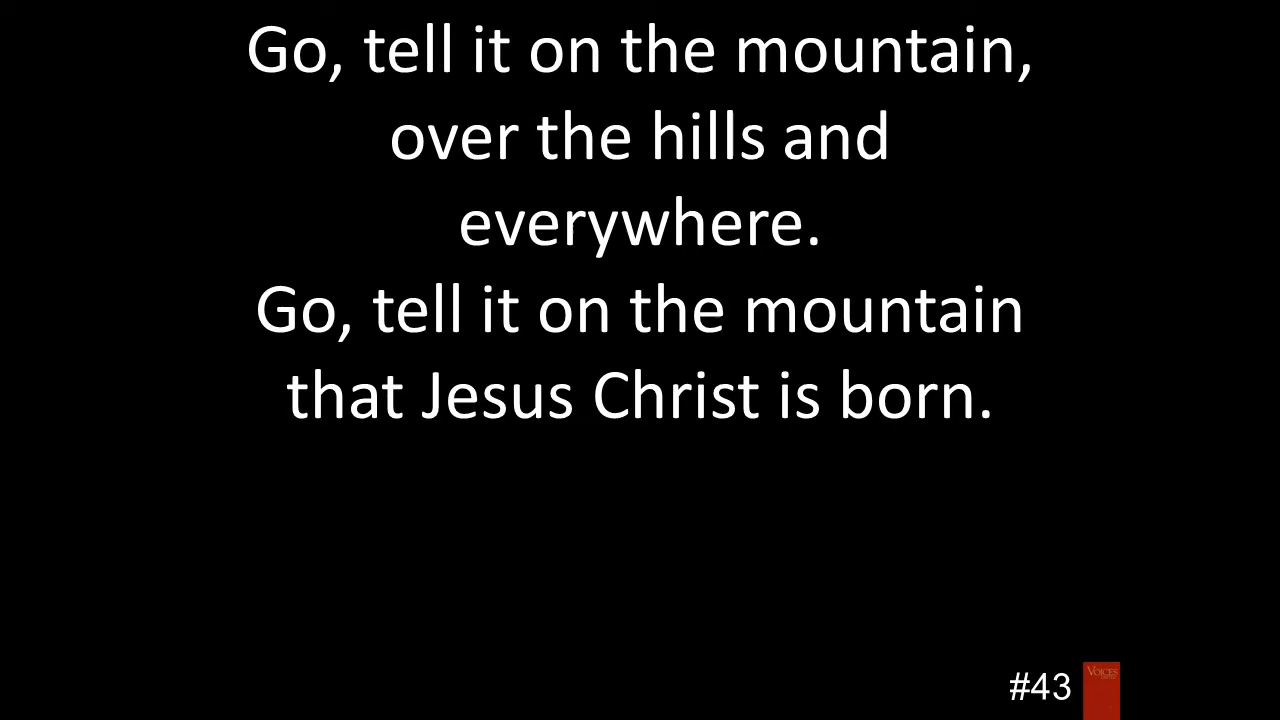 Go, tell it on the mountain,
over the hills and
everywhere.
Go, tell it on the mountain
that Jesus Christ is born.
#43
VOICES